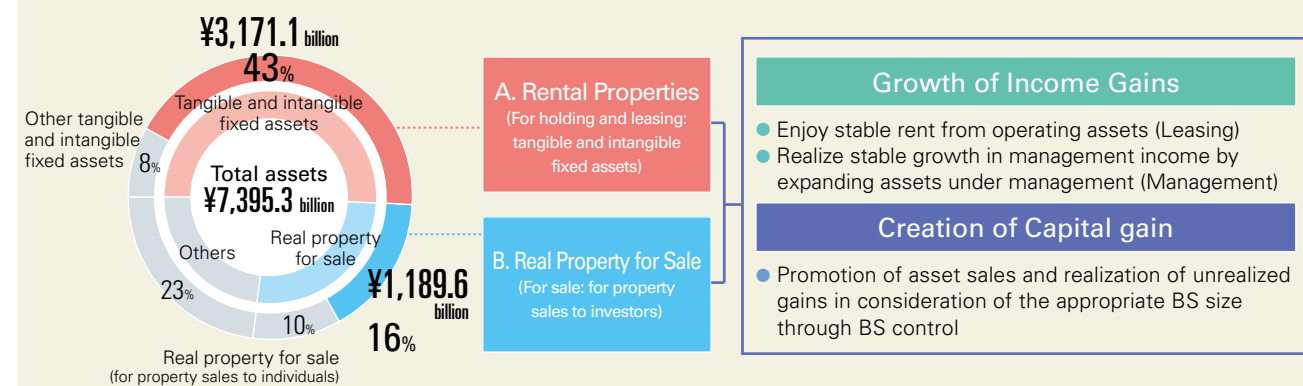 ¥3,171.1 billion
43%
Tangible and intangible
fixed assets
Other tangible
and intangible
fixed assets
8%
Total assets
¥7,395.3 billion
Others
Real property
for sale
23%
10%
¥1,189.6
billion
16%
Real property for sale
(for property sales to individuals)
A. Rental Properties
(For holding and leasing:
tangible and intangible
fixed assets)
B. Real Property for Sale
(For sale: for property
sales to investors)
Growth of Income Gains
● Enjoy stable rent from operating assets (Leasing)
● Realize stable growth in management income by
expanding assets under management (Management)
Creation of Capital gain
● Promotion of asset sales and realization of unrealized
gains in consideration of the appropriate BS size
through BS control